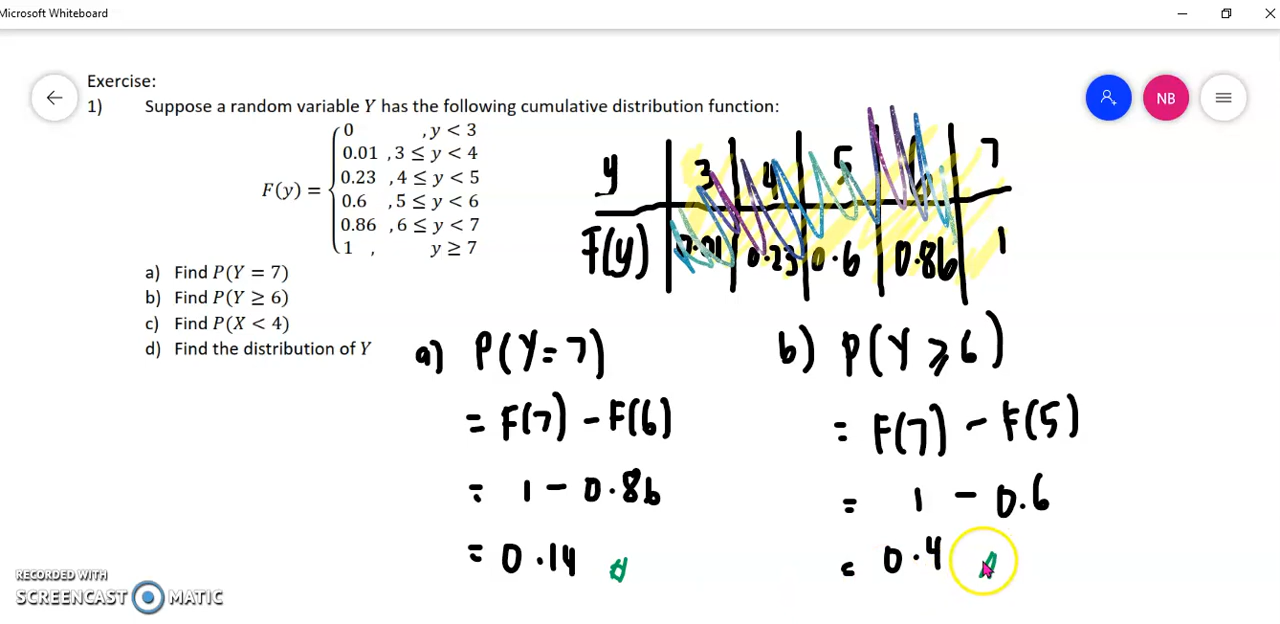 Microsoft Whiteboard
Exercise:
1) Suppose a random variable Y has the following cumulative distribution function:
F(y) =
0 , y < 3
0.01 , 3 ≤ y < 4
0.23 , 4 ≤ y < 5
0.6 , 5 ≤ y < 6
0.86 , 6 ≤ y < 7
1 , y ≥ 7
a) Find P(Y = 7)
b) Find P(Y ≥ 6)
c) Find P(X < 4)
d) Find the distribution of Y
NB
y 3 4 5 7
F(y) 0.23 0.6 0.86 1
a) P(Y = 7)
= F(7) - F(6)
= 1 - 0.86
= 0.14
b) P(Y ≥ 6)
= F(7) - F(5)
= 1 - 0.6
= 0.4
RECORDED WITH
SCREENCAST MATIC